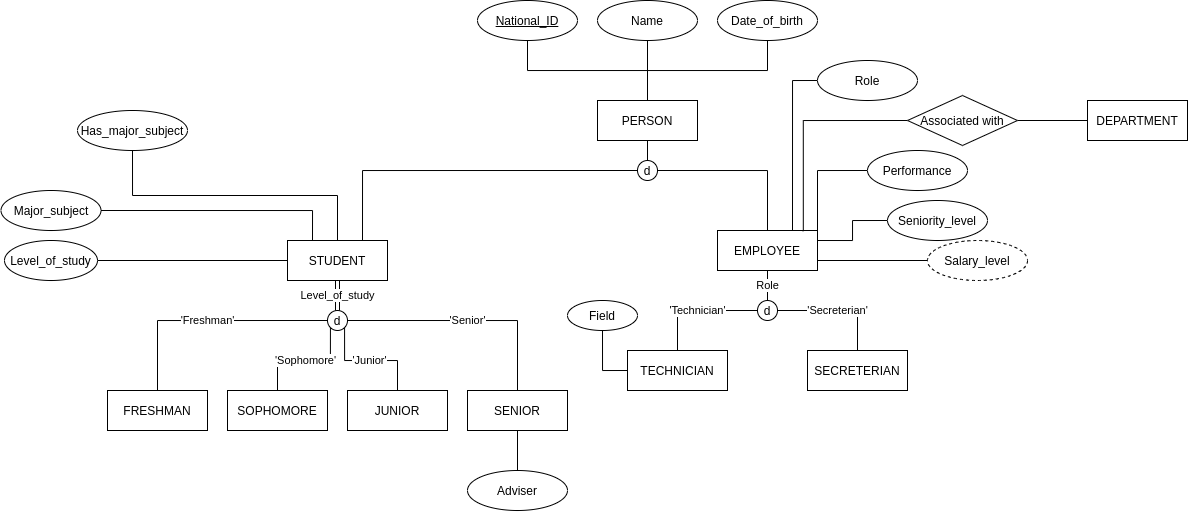 National_ID
Name
Date_of_birth
Role
Has_major_subject
PERSON
Associated with
DEPARTMENT
d
Performance
Major_subject
Seniority_level
Level_of_study
STUDENT
EMPLOYEE
Salary_level
Level_of_study
Role
'Freshman'
d
'Senior'
Field
'Technician'
d
'Secreterian'
'Sophomore'
'Junior'
TECHNICIAN
SECRETERIAN
FRESHMAN
SOPHOMORE
JUNIOR
SENIOR
Adviser